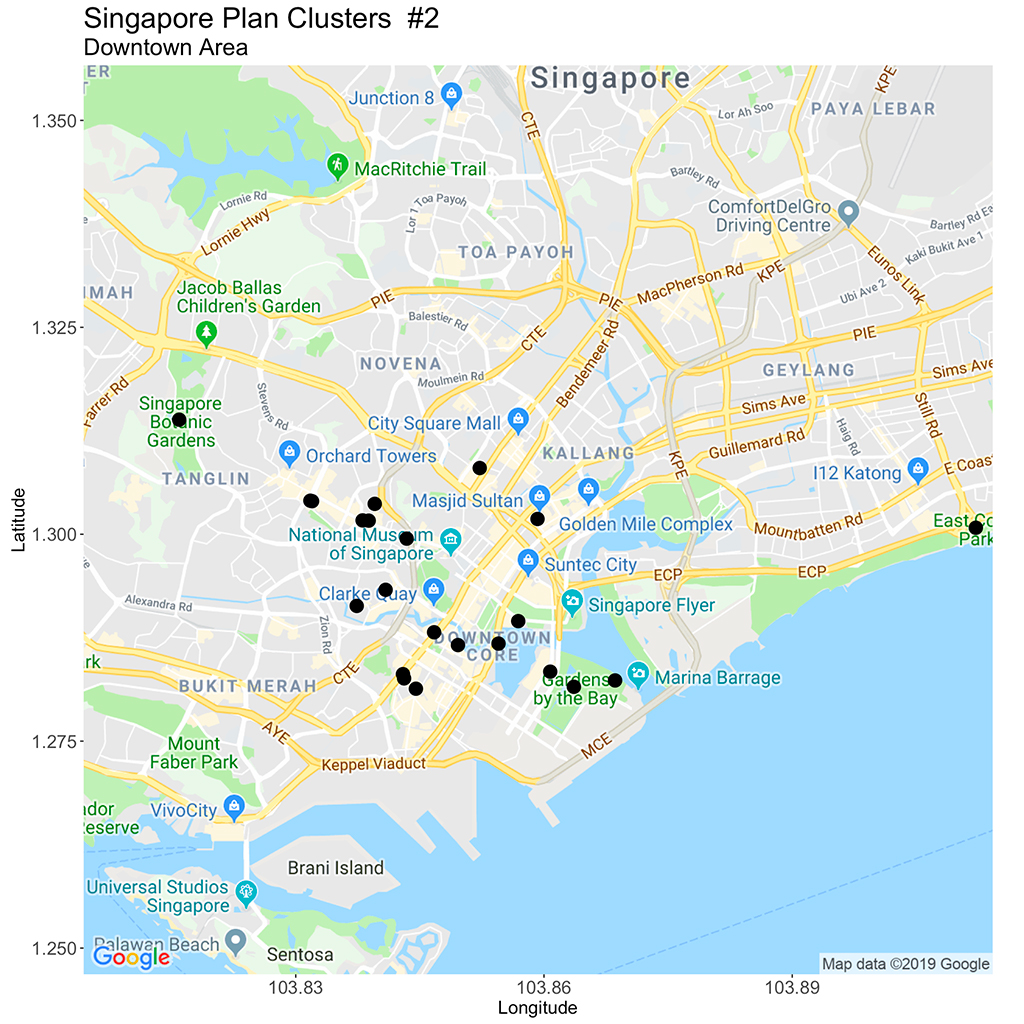 Singapore Plan Clusters #2
Downtown Area
ER
Singapore
KPE
Junction 8
CTE
Lor Ah Soo
PAYA LEBAR
1.350
MacRitchie Trail
Bartley Rd
Lornie Rd
Lor 1 Toa Payoh
ComfortDelGro
Driving Centre
Lornie Hwy
Bartley Rd Ea
Kaki Bukit Ave 1
TOA PAYOH
KPE
Eunos Link
MacPherson Rd
IMAH
Jacob Ballas
Children's Garden
PIE
PIE
Ubi Ave 2
Balestier Rd
1.325
CTE
PIE
NOVENA
Bendemeer Rd
GEYLANG
Sims Ave
Moulmein Rd
Farrer Rd
Stevens Rd
Sims Ave
Singapore
Botanic
Gardens
City Square Mall
Still Rd
Haig Rd
Guillemard Rd
Orchard Towers
KALLANG
KPE
I12 Katong
E Coas
TANGLIN
Masjid Sultan
Golden Mile Complex
Mountbatten Rd
East Co
Park
Latitude
1.300
National Museum
of Singapore
Suntec City
ECP
ECP
Clarke Quay
Alexandra Rd
Singapore Flyer
Zion Rd
DOWNTOWN
CORE
rk
CTE
BUKIT MERAH
Gardens
by the Bay
Marina Barrage
AYE
1.275
Mount
Faber Park
MCE
Keppel Viaduct
VivoCity
ador
Reserve
Brani Island
Universal Studios
Singapore
1.250
Palawan Beach
Sentosa
Google
Map data ©2019 Google
103.83
103.86
103.89
Longitude